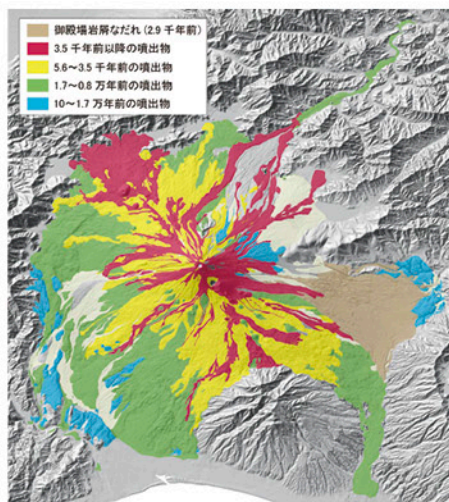 御殿場岩屑なだれ (2.9 千年前)
3.5 千年前以降の噴出物
5.6～3.5 千年前の噴出物
1.7～0.8 万年前の噴出物
10～1.7 万年前の噴出物